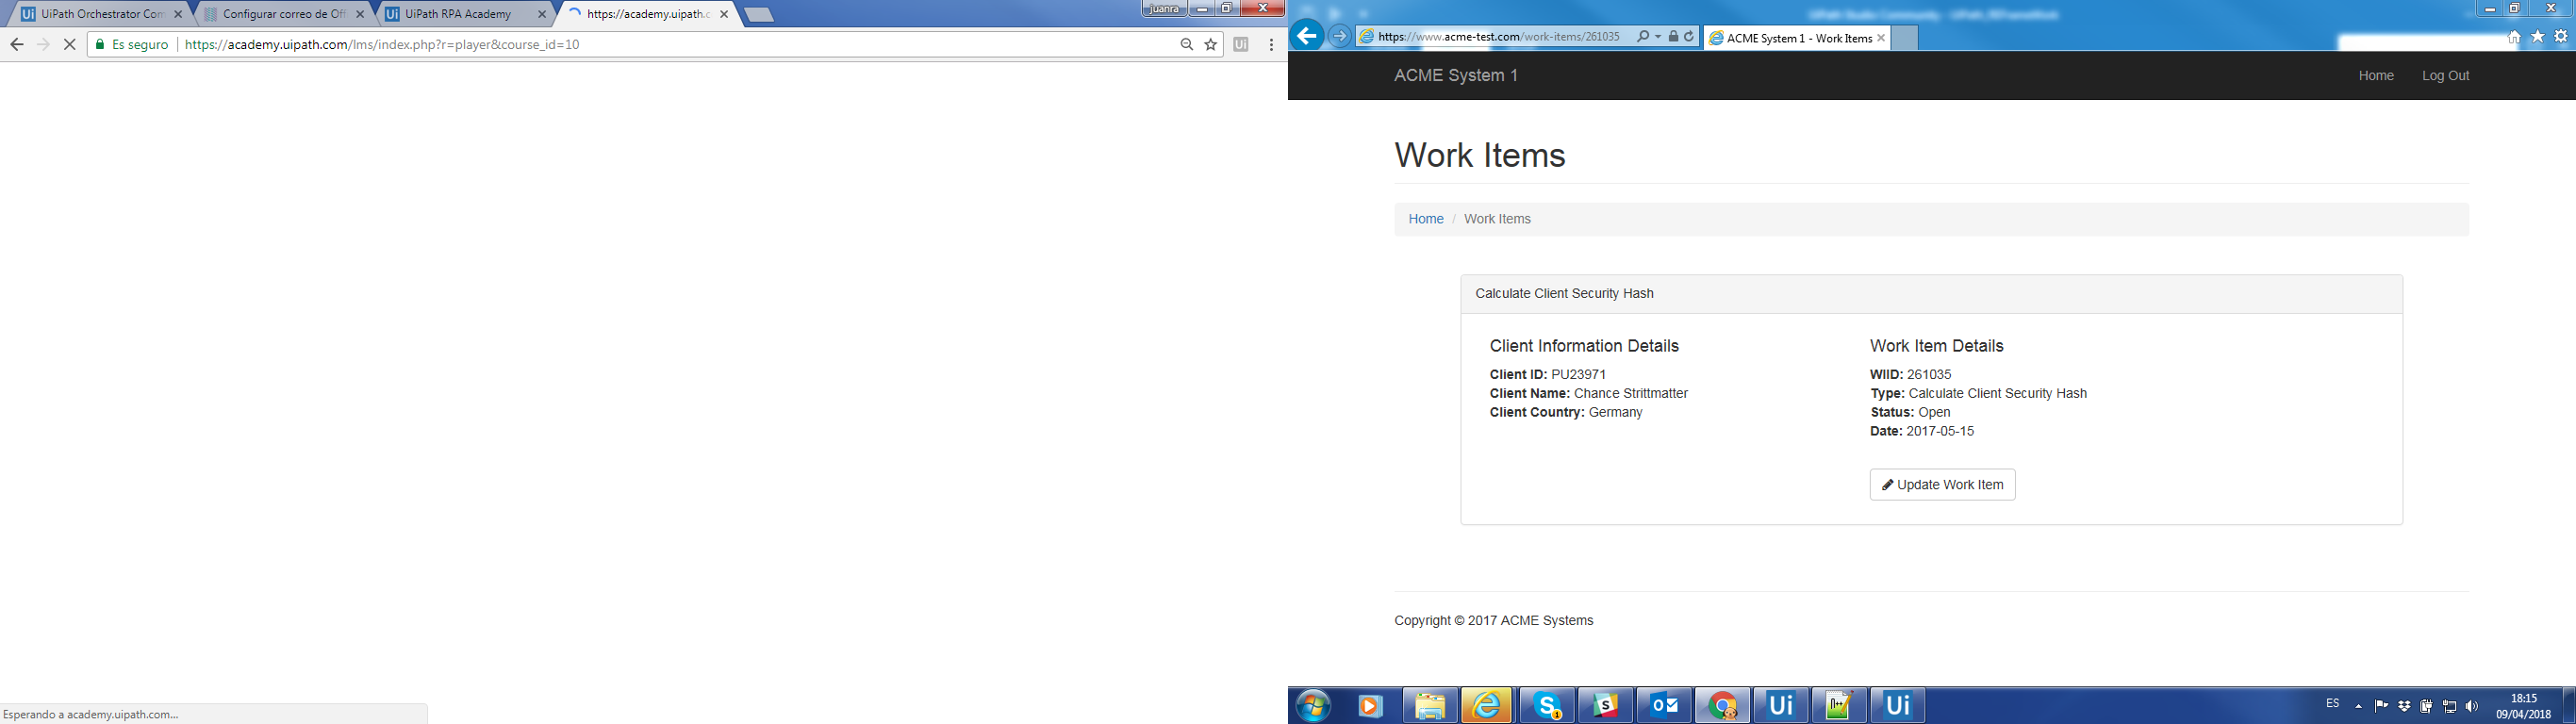 UiPath Orchestrator Com
Configurar correo de Off
UiPath RPA Academy
https://academy.uipath.c
juanra
Es seguro
https://academy.uipath.com/lms/index.php?r=player&course_id=10
Esperando a academy.uipath.com...
UiPath Studio Community - UiPath_REFrameWork
https://www.acme-test.com/work-items/261035
ACME System 1 - Work Items
ACME System 1
Home
Log Out
Work Items
Home / Work Items
Calculate Client Security Hash
Client Information Details
Client ID: PU23971
Client Name: Chance Strittmatter
Client Country: Germany
Work Item Details
WIID: 261035
Type: Calculate Client Security Hash
Status: Open
Date: 2017-05-15
Update Work Item
Copyright © 2017 ACME Systems
ES
18:15
09/04/2018